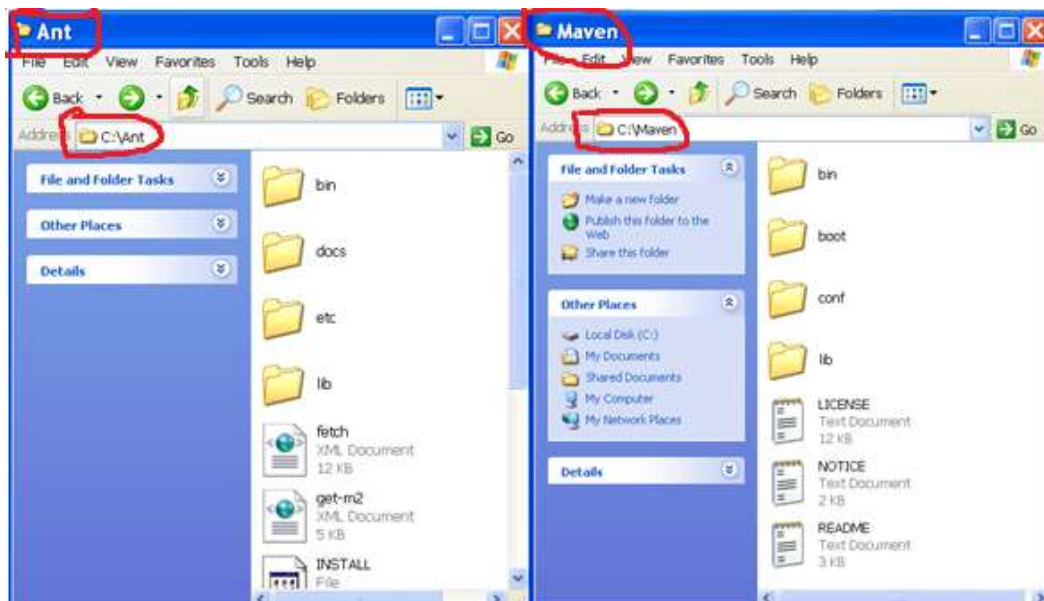 Ant
File Edit View Favorites Tools Help
Back Search Folders
Address C:\Ant Go
File and Folder Tasks
Other Places
Details
bin
docs
etc
lib
fetch
XML Document
12 KB
get-m2
XML Document
5 KB
INSTALL
File
Maven
File Edit View Favorites Tools Help
Back Search Folders
Address C:\Maven Go
File and Folder Tasks
Make a new folder
Publish this folder to the
Web
Share this folder
Other Places
Local Disk (C:)
My Documents
Shared Documents
My Computer
My Network Places
Details
bin
boot
conf
lib
LICENSE
Text Document
12 KB
NOTICE
Text Document
2 KB
README
Text Document
3 KB